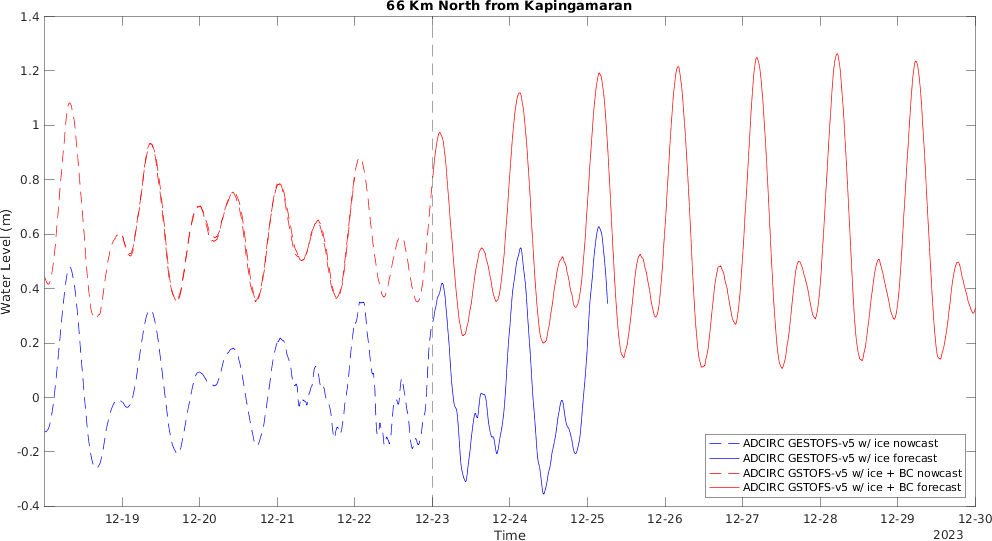 66 Km North from Kapingamaran
1.4
1.2
1
0.8
0.6
0.4
0.2
0
-0.2
-0.4
Water Level (m)
ADCIRC GESTOFS-v5 w/ ice nowcast
ADCIRC GESTOFS-v5 w/ ice forecast
ADCIRC GSTOFS-v5 w/ ice + BC nowcast
ADCIRC GSTOFS-v5 w/ ice + BC forecast
12-19 12-20 12-21 12-22 12-23 12-24 12-25 12-26 12-27 12-28 12-29 12-30
Time
2023